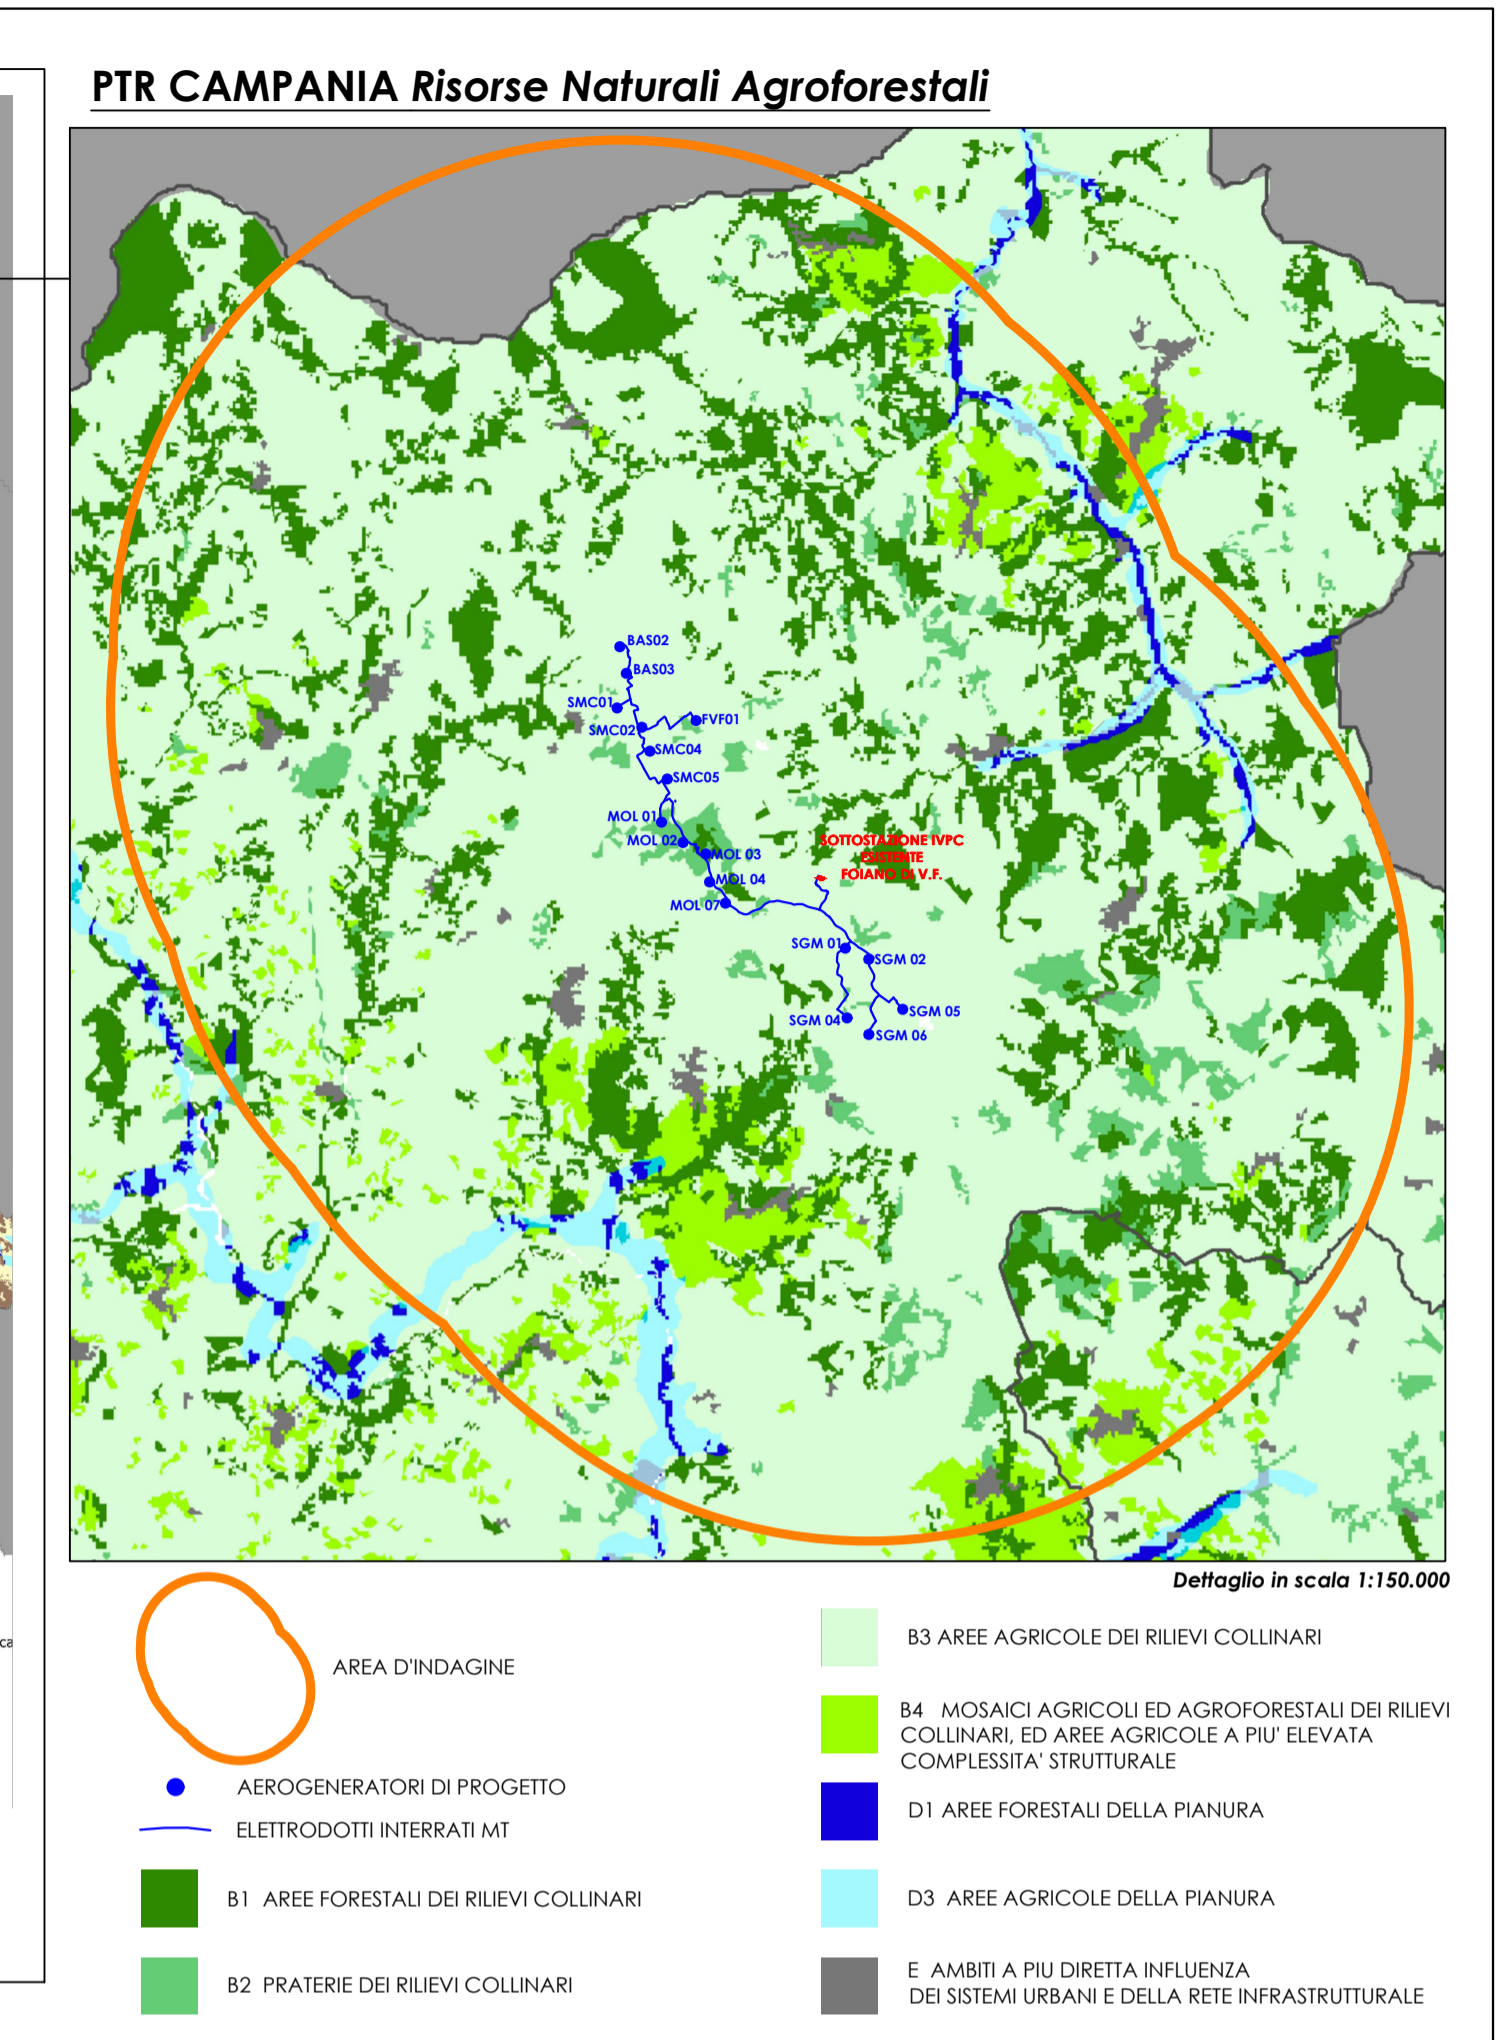 PTR CAMPANIA Risorse Naturali Agroforestali
BAS02
BAS03
SMC01
SMC02
FVF01
SMC04
SMC05
MOL 01
MOL 02
MOL 03
MOL 04
MOL 07
SOTTOSTAZIONE IVPC
ESISTENTE
FOIANO DI V.F.
SGM 01
SGM 02
SGM 05
SGM 04
SGM 06
Dettaglio in scala 1:150.000
ca
AREA D'INDAGINE
AEROGENERATORI DI PROGETTO
ELETTRODOTTI INTERRATI MT
B1 AREE FORESTALI DEI RILIEVI COLLINARI
B2 PRATERIE DEI RILIEVI COLLINARI
B3 AREE AGRICOLE DEI RILIEVI COLLINARI
B4 MOSAICI AGRICOLI ED AGROFORESTALI DEI RILIEVI
COLLINARI, ED AREE AGRICOLE A PIU' ELEVATA
COMPLESSITA' STRUTTURALE
D1 AREE FORESTALI DELLA PIANURA
D3 AREE AGRICOLE DELLA PIANURA
E AMBITI A PIU DIRETTA INFLUENZA
DEI SISTEMI URBANI E DELLA RETE INFRASTRUTTURALE